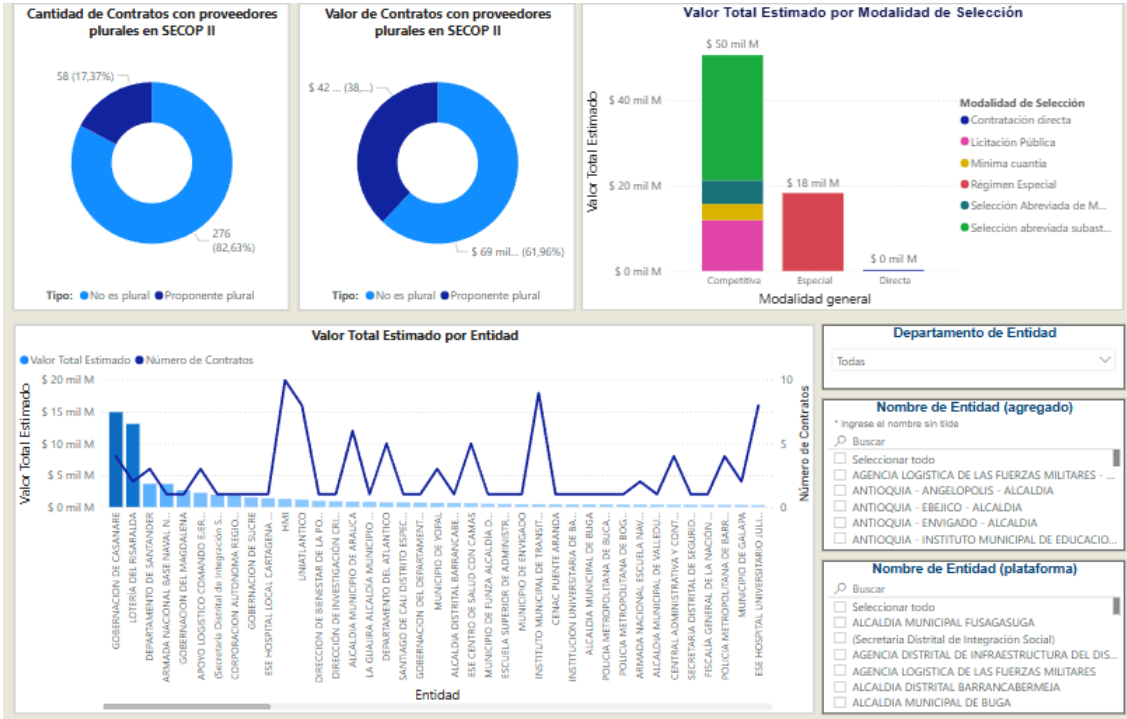 Cantidad de Contratos con proveedores
plurales en SECOP II
58 (17,37%)
276
(82,63%)
Tipo: No es plural Proponente plural
Valor de Contratos con proveedores
plurales en SECOP II
$ 42 ... (38,...)
$ 69 mil... (61,96%)
Tipo: No es plural Proponente plural
Valor Total Estimado por Modalidad de Selección
Valor Total Estimado
$ 50 mil M
$ 40 mil M
$ 20 mil M
$ 18 mil M
$ 0 mil M
$ 0 mil M
Competitiva
Especial
Directa
Modalidad general
Modalidad de Selección
Contratación directa
Licitación Pública
Mínima cuantía
Régimen Especial
Selección Abreviada de M...
Selección abreviada subast...
Valor Total Estimado por Entidad
Valor Total Estimado Número de Contratos
Valor Total Estimado
$ 20 mil M
$ 15 mil M
$ 10 mil M
$ 5 mil M
$ 0 mil M
10
5
0
Número de Contratos
GOBERNACION DE CASANARE
LOTERÍA DEL RISARALDA
DEPARTAMENTO DE SANTANDER
ARMADA NACIONAL BASE NAVAL N...
GOBERNACION DEL MAGDALENA
APOYO LOGISTICO COMANDO EJER...
(Secretaría Distital de Integración S...
CORPORACION AUTONOMA REGIO...
GOBERNACION DE SUCRE
ESE HOSPITAL LOCAL CARTAGENA ...
HMI
UNIATLANTICO
DIRECCION DE BIENESTAR DE LA PO...
DIRECCIÓN DE INVESTIGACIÓN CRI...
ALCALDIA MUNICIPIO DE ARAUCA
LA GUAJIRA ALCALDIA MUNICIPIO ...
DEPARTAMENTO DEL ATLANTICO
SANTIAGO DE CALI DISTRITO ESPEC...
GOBERNACION DEL DEPARTAMENT...
MUNICIPIO DE YOPAL
ALCALDIA DISTRITAL BARRANCABE...
ESE CENTRO DE SALUD CON CAMAS
MUNICIPIO DE FUNZA ALCALDÍA D...
ESCUELA SUPERIOR DE ADMINISTR...
MUNICIPIO DE ENVIGADO
INSTITUTO MUNICIPAL DE TRANSIT...
CENAC PUENTE ARANDA
INSTITUCION UNIVERSITARIA DE BA...
ALCALDIA MUNICIPAL DE BUGA
POLICIA METROPOLITANA DE BUCA...
POLICIA METROPOLITANA DE BOG...
ARMADA NACIONAL ESCUELA NAV...
ALCALDIA MUNICIPAL DE VALLEDU...
CENTRAL ADMINISTRATIVA Y CONT...
SECRETARIA DISTRITAL DE SEGURID...
FISCALÍA GENERAL DE LA NACIÓN ...
POLICIA METROPOLITANA DE BARR...
MUNICIPIO DE GALAPA
ESE HOSPITAL UNIVERSITARIO JULI...
Entidad
Departamento de Entidad
Todas
Nombre de Entidad (agregado)
* ingrese el nombre sin tilde
Buscar
Seleccionar todo
AGENCIA LOGISTICA DE LAS FUERZAS MILITARES - ...
ANTIOQUIA - ANGELOPOLIS - ALCALDIA
ANTIOQUIA - EBEJICO - ALCALDIA
ANTIOQUIA - ENVIGADO - ALCALDIA
ANTIOQUIA - INSTITUTO MUNICIPAL DE EDUCACIO...
Nombre de Entidad (plataforma)
Buscar
Seleccionar todo
ALCALDIA MUNICIPAL FUSAGASUGA
(Secretaría Distital de Integración Social)
AGENCIA DISTRITAL DE INFRAESTRUCTURA DEL DIS...
AGENCIA LOGISTICA DE LAS FUERZAS MILITARES
ALCALDIA DISTRITAL BARRANCABERMEJA
ALCALDIA MUNICIPAL DE BUGA